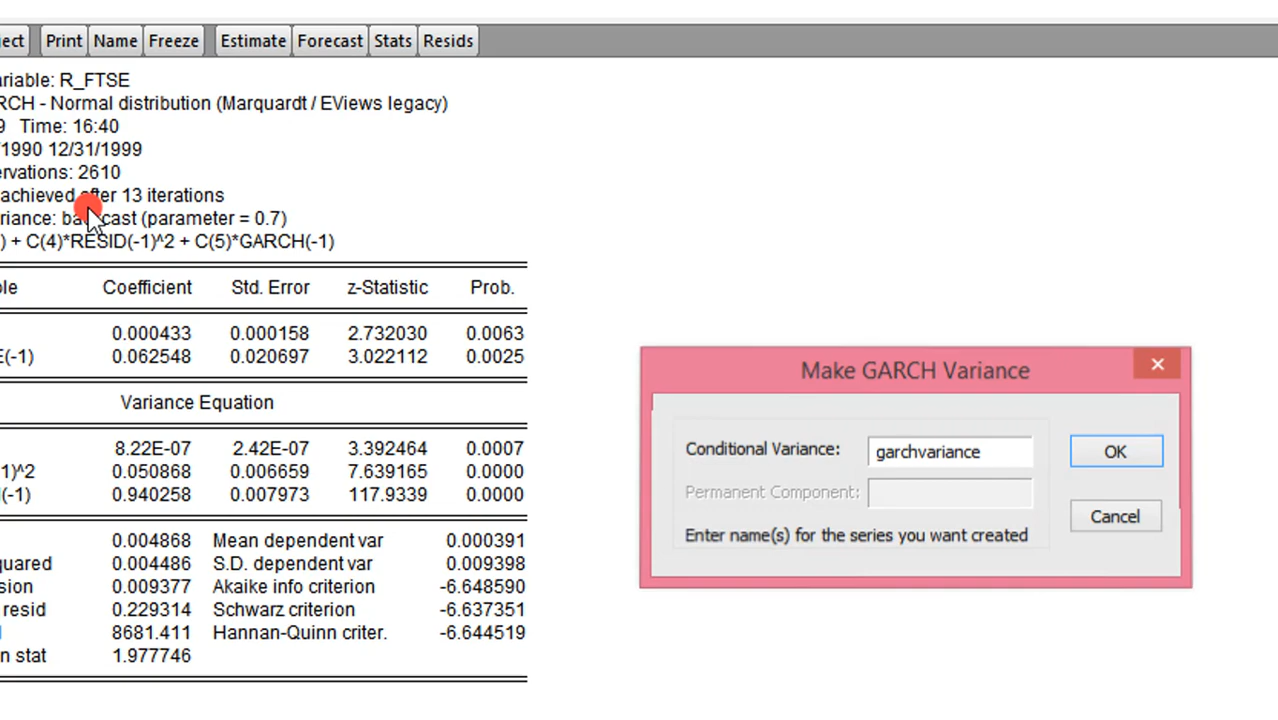 ect Print Name Freeze Estimate Forecast Stats Resids
ariable: R_FTSE
RCH - Normal distribution (Marquardt / EViews legacy)
9 Time: 16:40
/1990 12/31/1999
ervations: 2610
achieved after 13 iterations
riance: backcast (parameter = 0.7)
) + C(4)*RESID(-1)^2 + C(5)*GARCH(-1)
le Coefficient Std. Error z-Statistic Prob.
0.000433 0.000158 2.732030 0.0063
E(-1) 0.062548 0.020697 3.022112 0.0025
Variance Equation
8.22E-07 2.42E-07 3.392464 0.0007
1)^2 0.050868 0.006659 7.639165 0.0000
(-1) 0.940258 0.007973 117.9339 0.0000
0.004868 Mean dependent var 0.000391
quared 0.004486 S.D. dependent var 0.009398
sion 0.009377 Akaike info criterion -6.648590
resid 0.229314 Schwarz criterion -6.637351
8681.411 Hannan-Quinn criter. -6.644519
n stat 1.977746
Make GARCH Variance
Conditional Variance: garchvariance OK
Permanent Component:
Cancel
Enter name(s) for the series you want created